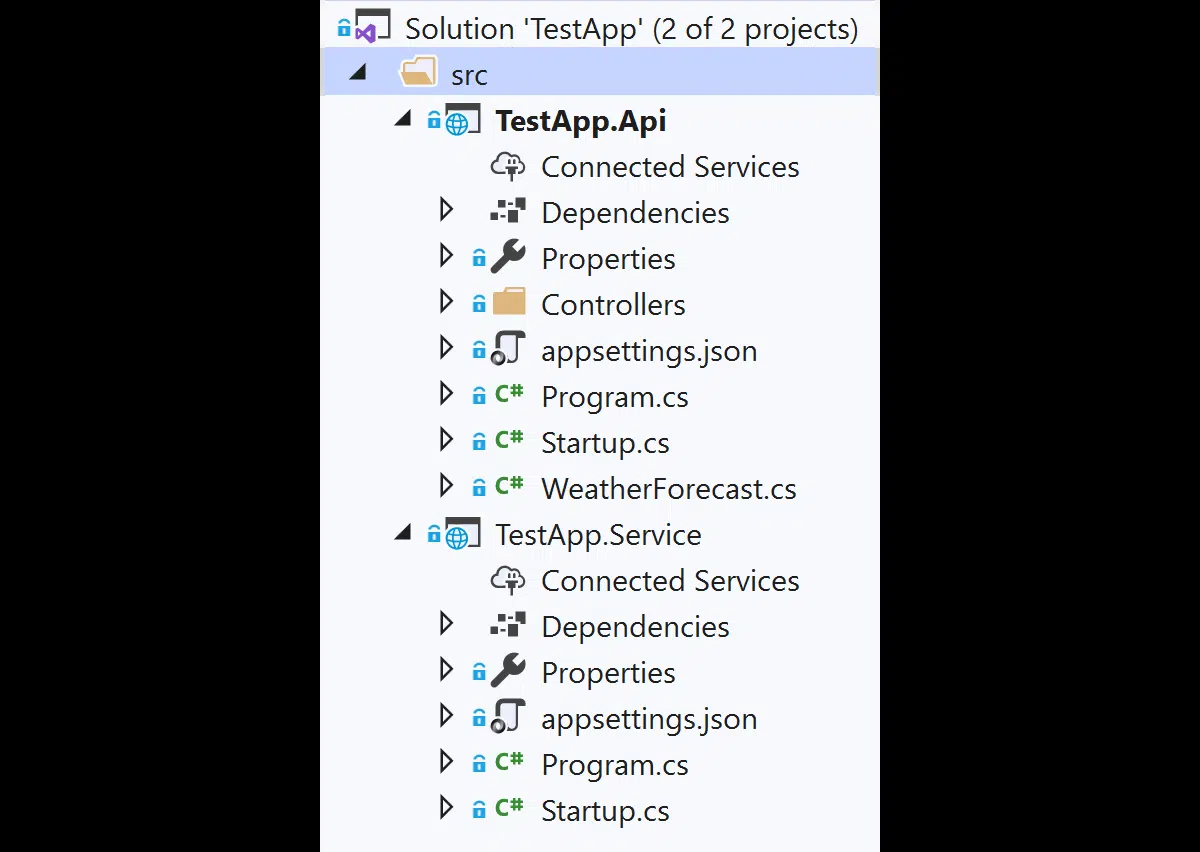 Solution 'TestApp' (2 of 2 projects)
src
TestApp.Api
Connected Services
Dependencies
Properties
Controllers
appsettings.json
C# Program.cs
C# Startup.cs
C# WeatherForecast.cs
TestApp.Service
Connected Services
Dependencies
Properties
appsettings.json
C# Program.cs
C# Startup.cs